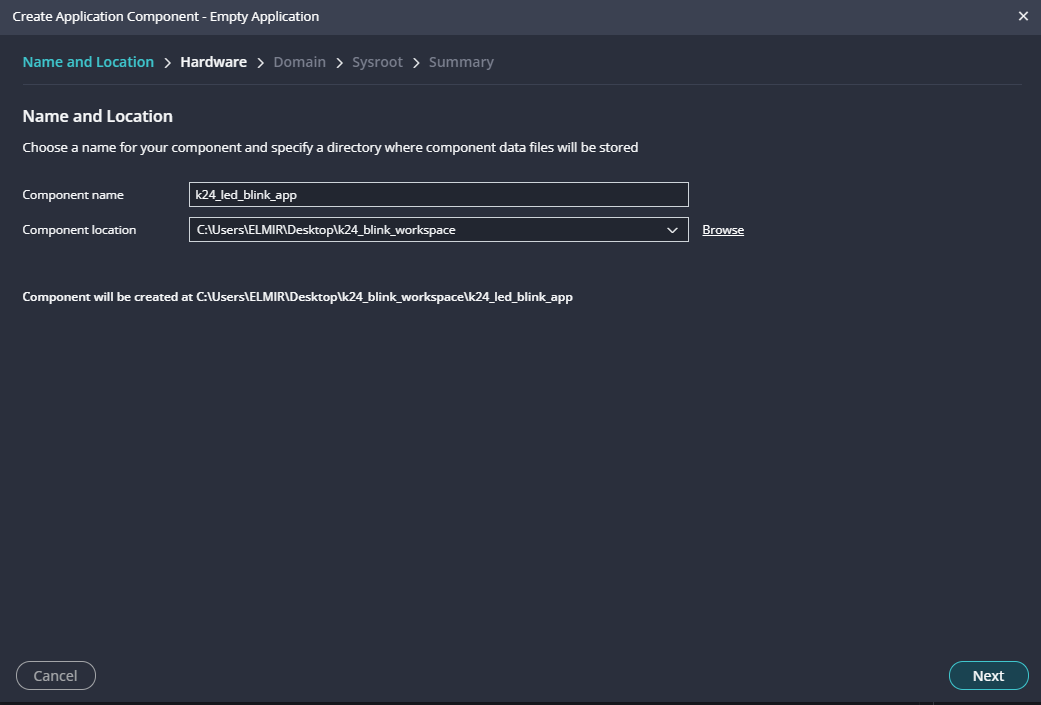 Create Application Component - Empty Application
Name and Location > Hardware > Domain > Sysroot > Summary
Name and Location
Choose a name for your component and specify a directory where component data files will be stored
Component name k24_led_blink_app
Component location C:\Users\ELMIR\Desktop\k24_blink_workspace Browse
Component will be created at C:\Users\ELMIR\Desktop\k24_blink_workspace\k24_led_blink_app
Cancel Next